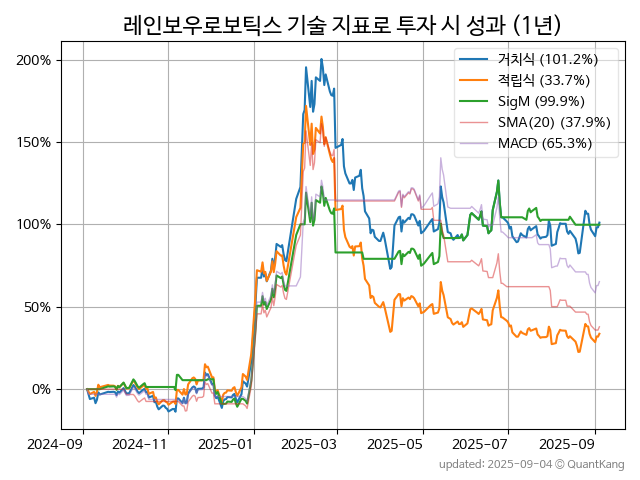 레인보우로보틱스 기술 지표로 투자 시 성과 (1년)
거치식 (101.2%)
적립식 (33.7%)
SigM (99.9%)
SMA(20) (37.9%)
MACD (65.3%)
200%
150%
100%
50%
0%
2024-09 2024-11 2025-01 2025-03 2025-05 2025-07 2025-09
updated: 2025-09-04 © QuantKang